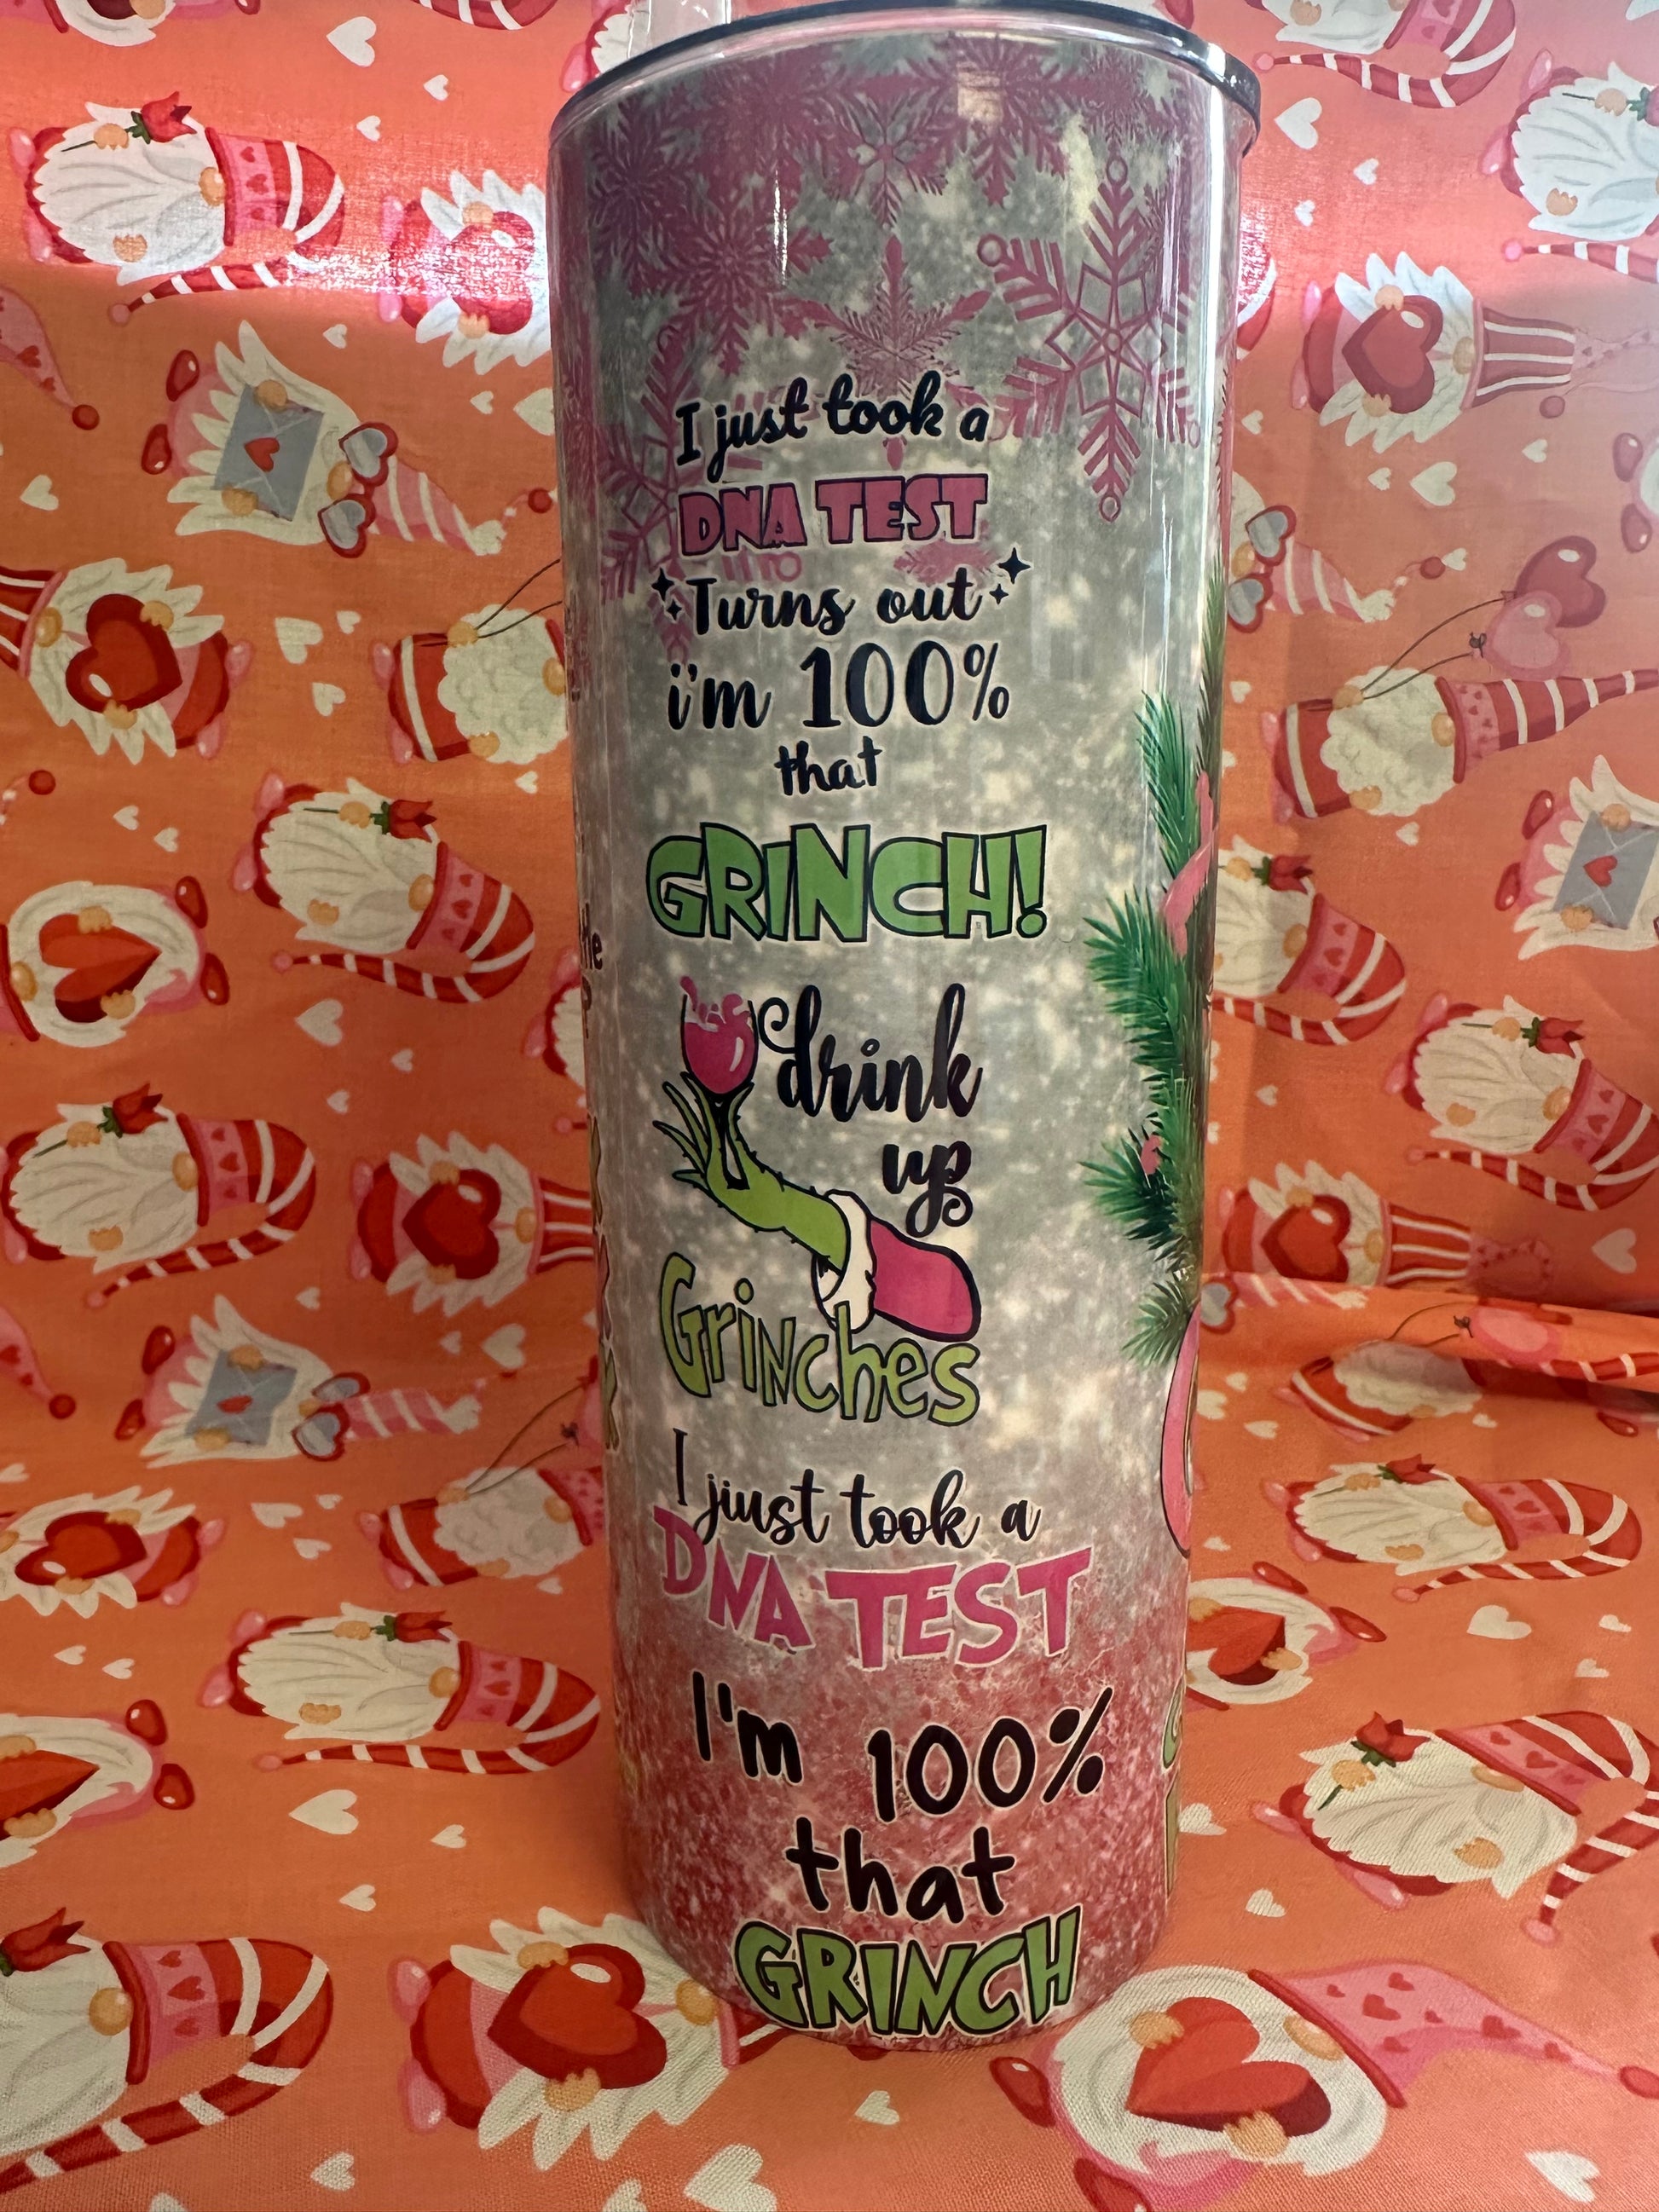 I just took a
DNA TEST
Turns out
i'm 100%
that
GRINCH!
drink
up
Grinches
I just took a
DNA TEST
I'm 100%
that
GRINCH